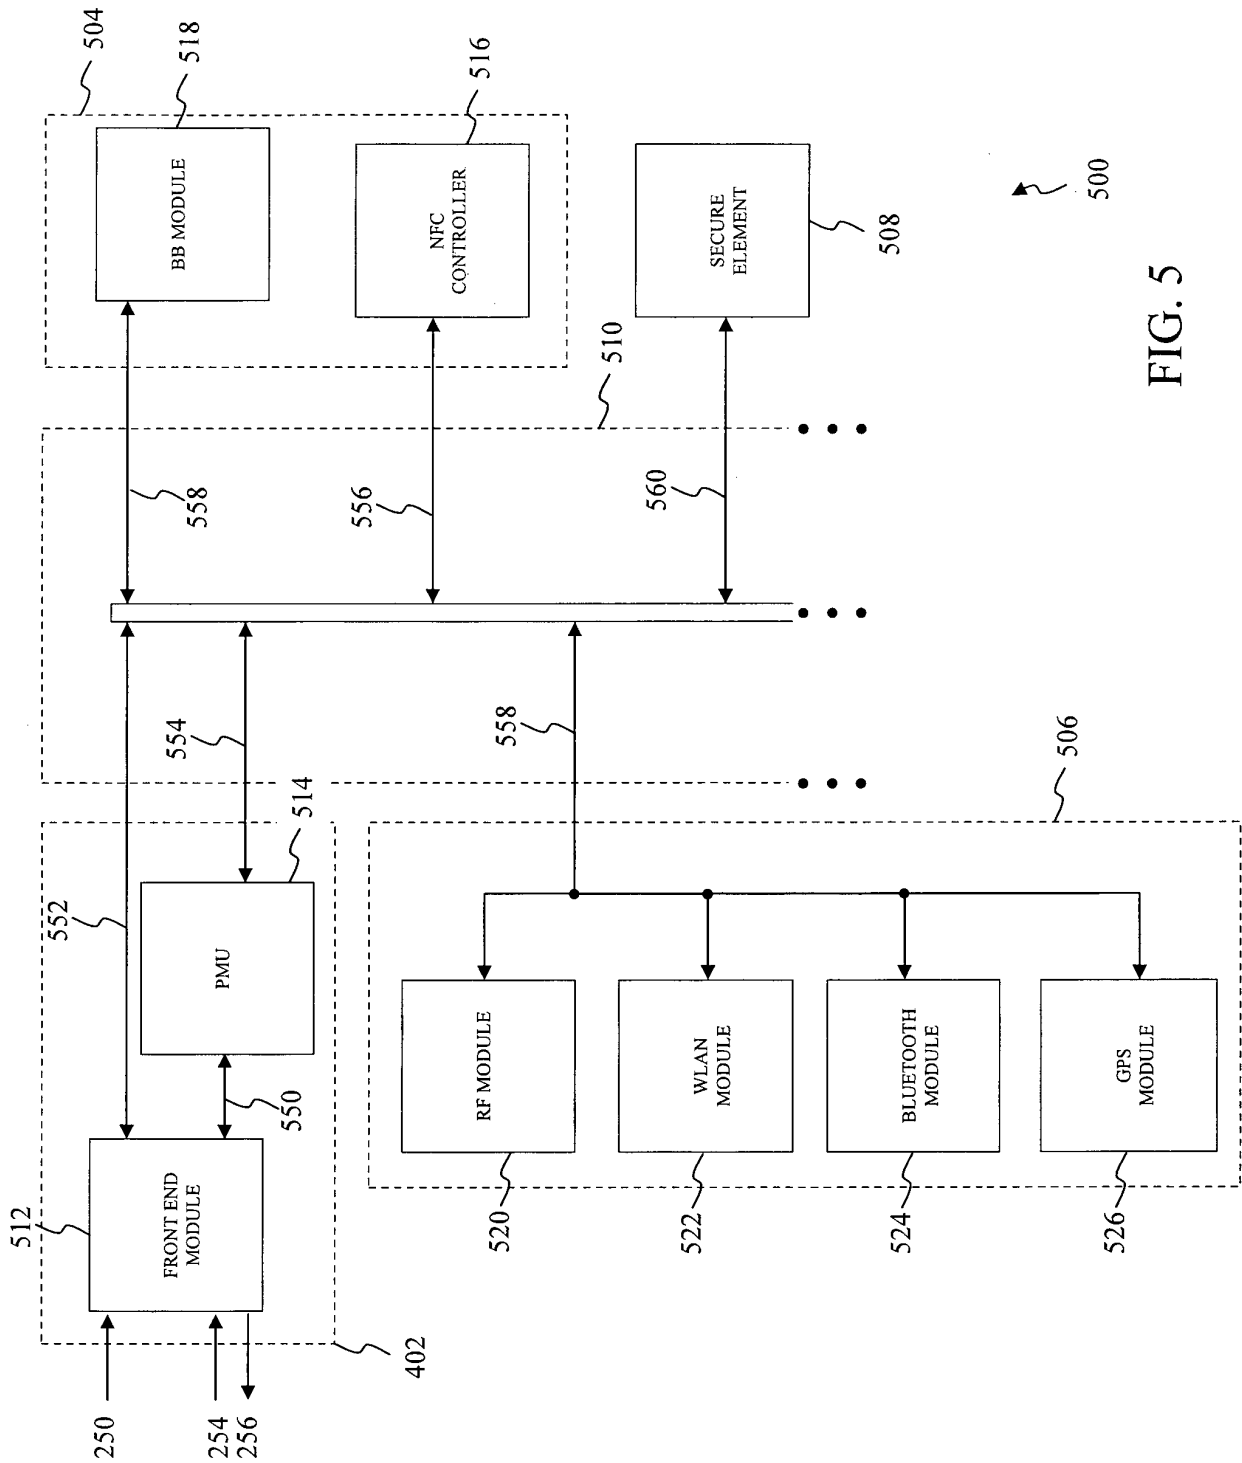 250
254
256
512
FRONT END
MODULE
402
550
552
PMU
514
554
520
RF MODULE
522
WLAN
MODULE
524
BLUETOOTH
MODULE
526
GPS
MODULE
506
558
510
558
556
560
504
518
BB MODULE
516
NFC
CONTROLLER
508
SECURE
ELEMENT
500
FIG. 5